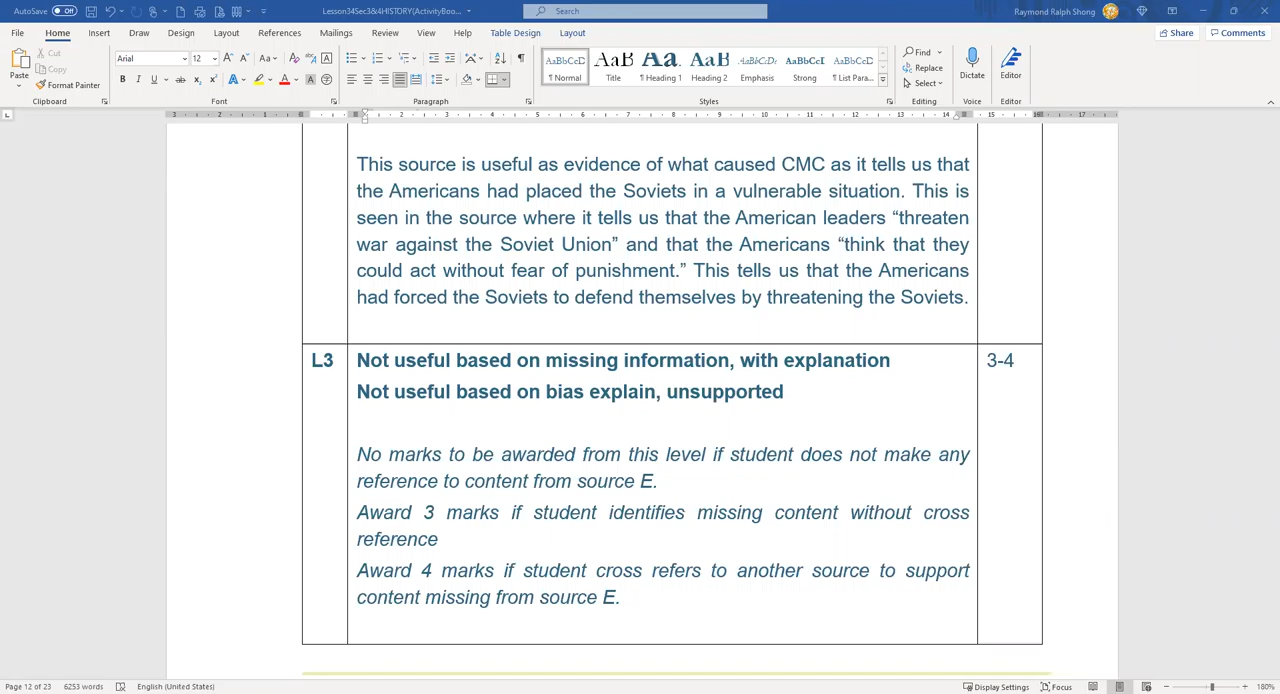 AutoSave Off Lesson34Sec3&4HISTORY(ActivityBoo... Search Raymond Ralph Shong
File Home Insert Draw Design Layout References Mailings Review View Help Table Design Layout Share Comments
Paste Cut Copy Format Painter Arial 12 Normal Title Heading 1 Heading 2 Emphasis Strong List Para... Find Replace Select Dictate Editor
Clipboard Font Paragraph Styles Editing Voice Editor
This source is useful as evidence of what caused CMC as it tells us that
the Americans had placed the Soviets in a vulnerable situation. This is
seen in the source where it tells us that the American leaders “threaten
war against the Soviet Union” and that the Americans “think that they
could act without fear of punishment.” This tells us that the Americans
had forced the Soviets to defend themselves by threatening the Soviets.
L3 Not useful based on missing information, with explanation 3-4
Not useful based on bias explain, unsupported
No marks to be awarded from this level if student does not make any
reference to content from source E.
Award 3 marks if student identifies missing content without cross
reference
Award 4 marks if student cross refers to another source to support
content missing from source E.
Page 12 of 23 6253 words English (United States) Display Settings Focus 180%